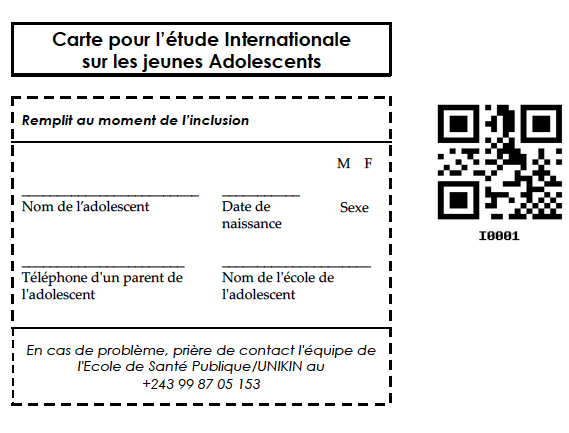 Carte pour l’étude Internationale
sur les jeunes Adolescents
Remplit au moment de l’inclusion
M F
Nom de l’adolescent
Date de
naissance
Sexe
Téléphone d'un parent de
l'adolescent
Nom de l'école de
l'adolescent
En cas de problème, prière de contact l'équipe de
l'Ecole de Santé Publique/UNIKIN au
+243 99 87 05 153
I0001